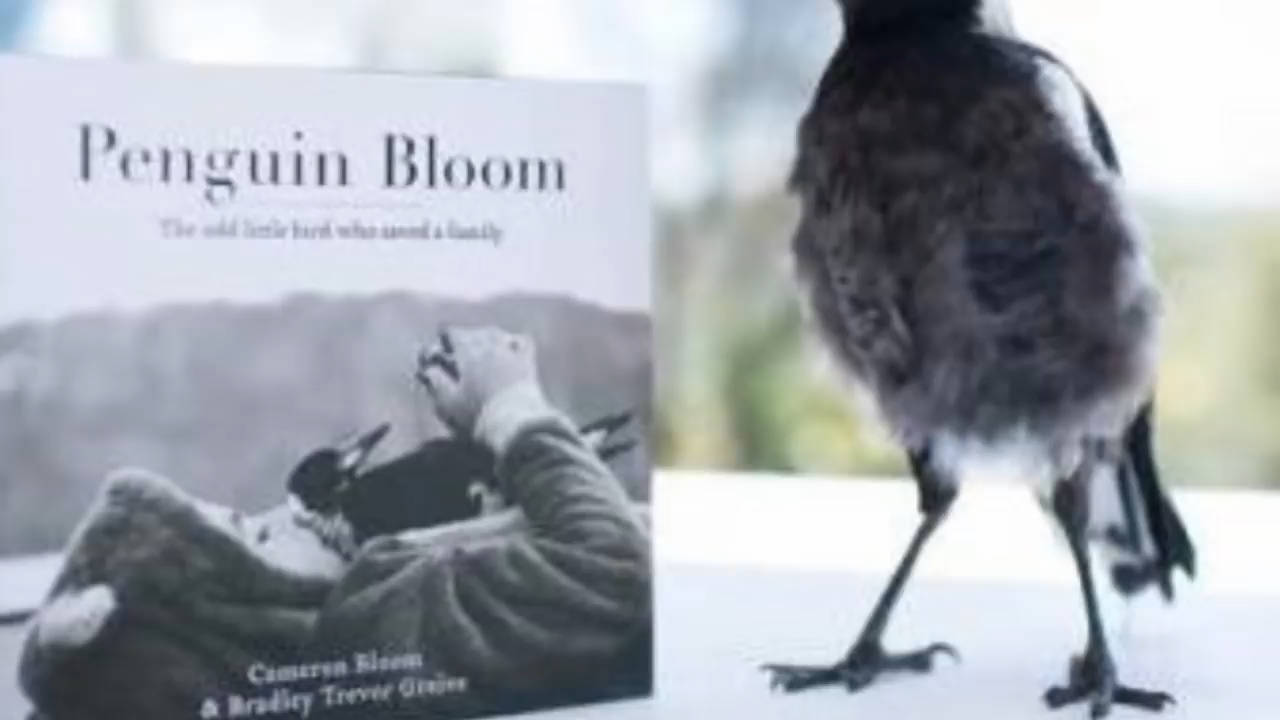 Penguin Bloom
The odd little bird who saved a family
Cameron Bloom
& Bradley Trevor Greive